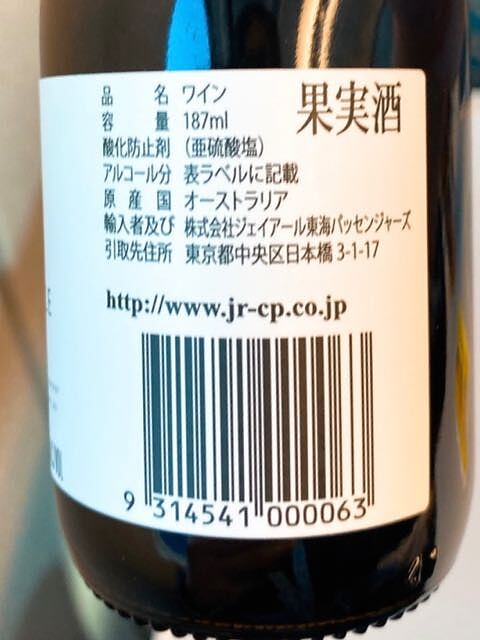 果実酒
品名 ワイン
容量 187ml
酸化防止剤 (亜硫酸塩)
アルコール分 表ラベルに記載
原産国 オーストラリア
輸入者及び 株式会社ジェイアール東海パッセンジャーズ
引取先住所 東京都中央区日本橋 3-1-17
http://www.jr-cp.co.jp
9 314541 000063